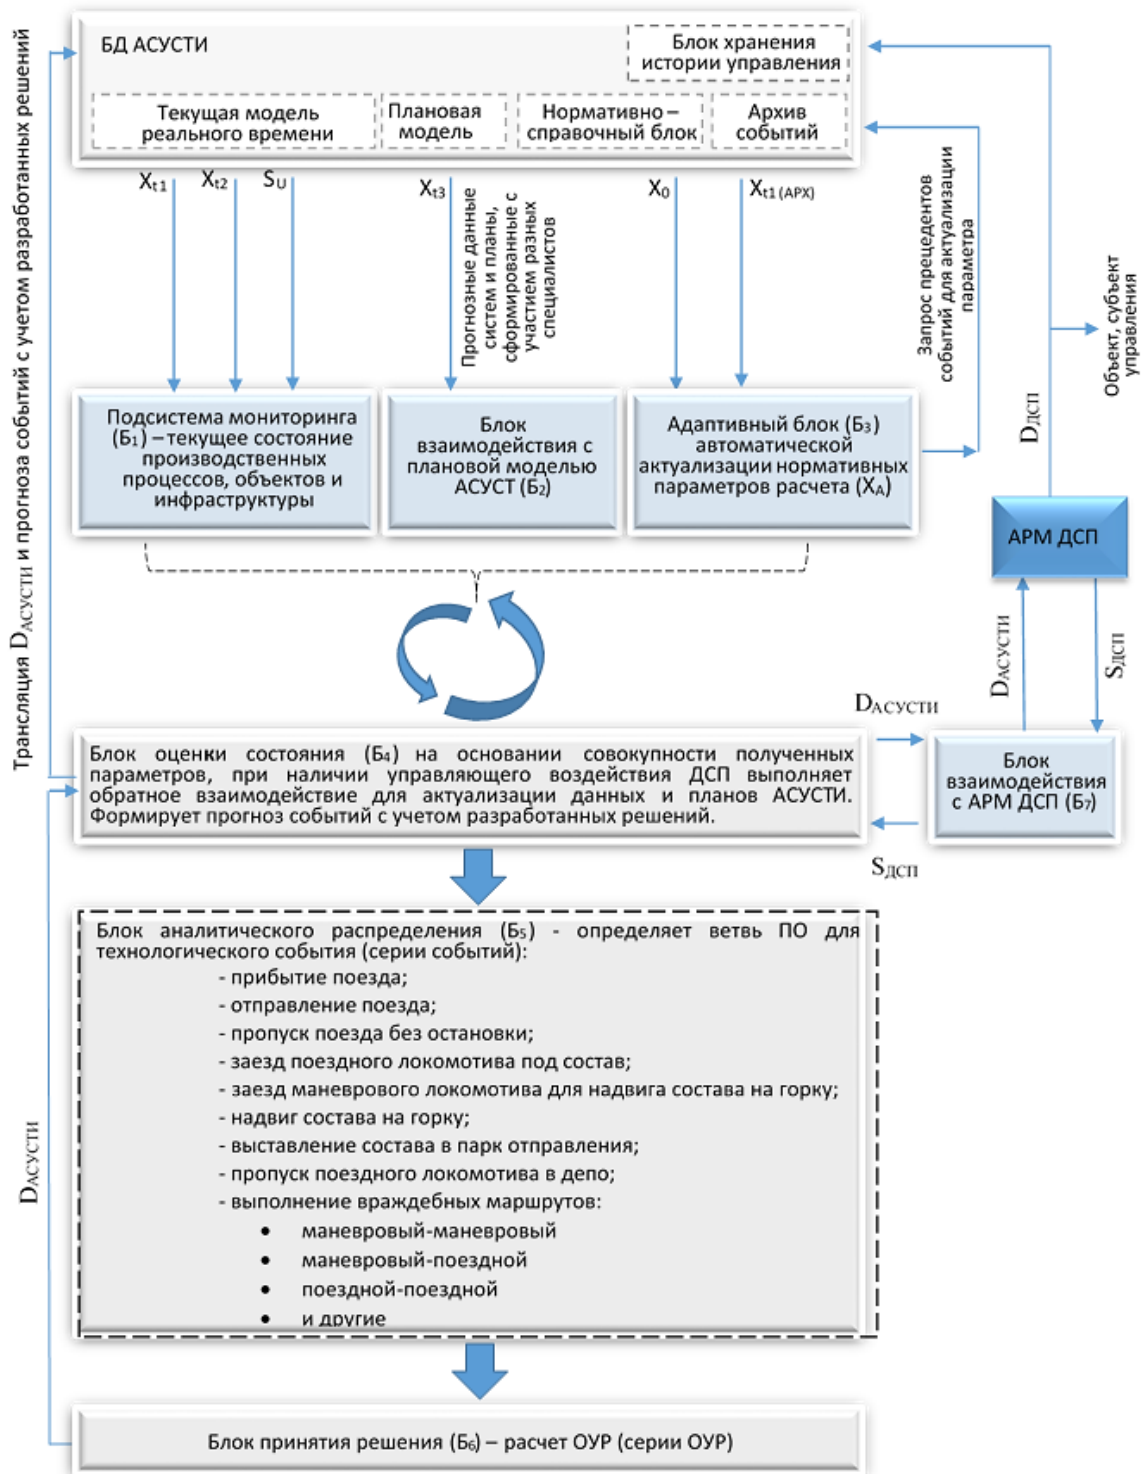 БД АСУСТИ
Блок хранения
истории управления
Текущая модель
реального времени
Плановая
модель
Нормативно –
справочный блок
Архив
событий
Xt1
Xt2
SU
Xt3
X0
Xt1 (АРХ)
Прогнозные данные
систем и планы,
сформированные с
участием разных
специалистов
Запрос прецедентов
событий для актуализации
параметра
DДСП
Объект, субъект
управления
Трансляция DАСУСТИ и прогноза событий с учетом разработанных решений
Подсистема мониторинга
(Б1) – текущее состояние
производственных
процессов, объектов и
инфраструктуры
Блок
взаимодействия с
плановой моделью
АСУСТ (Б2)
Адаптивный блок (Б3)
автоматической
актуализации нормативных
параметров расчета (XА)
АРМ ДСП
DАСУСТИ
SДСП
DАСУСТИ
Блок оценки состояния (Б4) на основании совокупности полученных
параметров, при наличии управляющего воздействия ДСП выполняет
обратное взаимодействие для актуализации данных и планов АСУСТИ.
Формирует прогноз событий с учетом разработанных решений.
Блок
взаимодействия
с АРМ ДСП (Б7)
SДСП
Блок аналитического распределения (Б5) - определяет ветвь ПО для
технологического события (серии событий):
- прибытие поезда;
- отправление поезда;
- пропуск поезда без остановки;
- заезд поездного локомотива под состав;
- заезд маневрового локомотива для надвига состава на горку;
- надвиг состава на горку;
- выставление состава в парк отправления;
- пропуск поездного локомотива в депо;
- выполнение враждебных маршрутов:
• маневровый-маневровый
• маневровый-поездной
• поездной-поездной
• и другие
DАСУСТИ
Блок принятия решения (Б6) – расчет ОУР (серии ОУР)